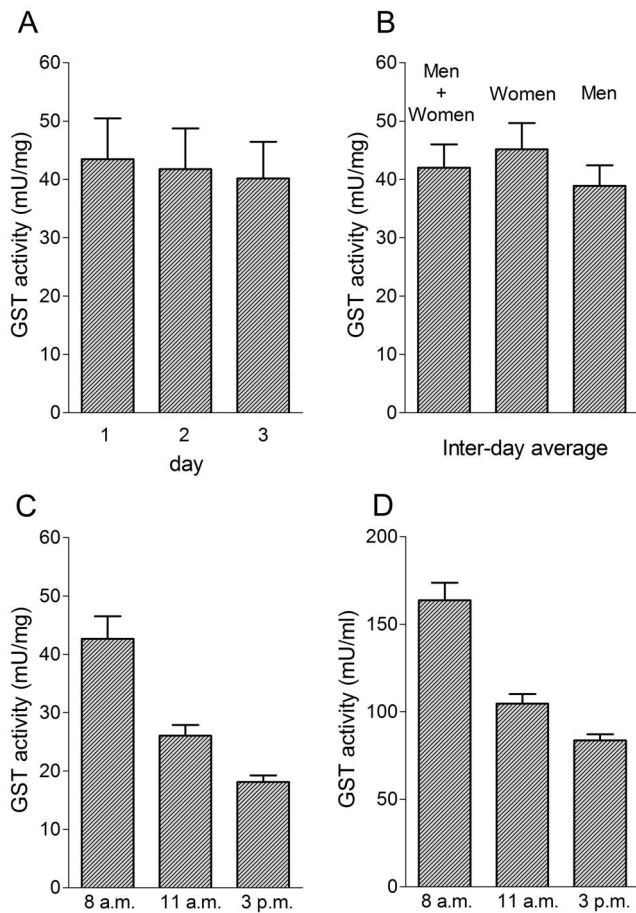 A
GST activity (mU/mg)
60
50
40
30
20
10
0
1 2 3
day
B
GST activity (mU/mg)
60
50
40
30
20
10
0
Men
+
Women
Women
Men
Inter-day average
C
GST activity (mU/mg)
60
50
40
30
20
10
0
8 a.m. 11 a.m. 3 p.m.
D
GST activity (mU/ml)
200
150
100
50
0
8 a.m. 11 a.m. 3 p.m.